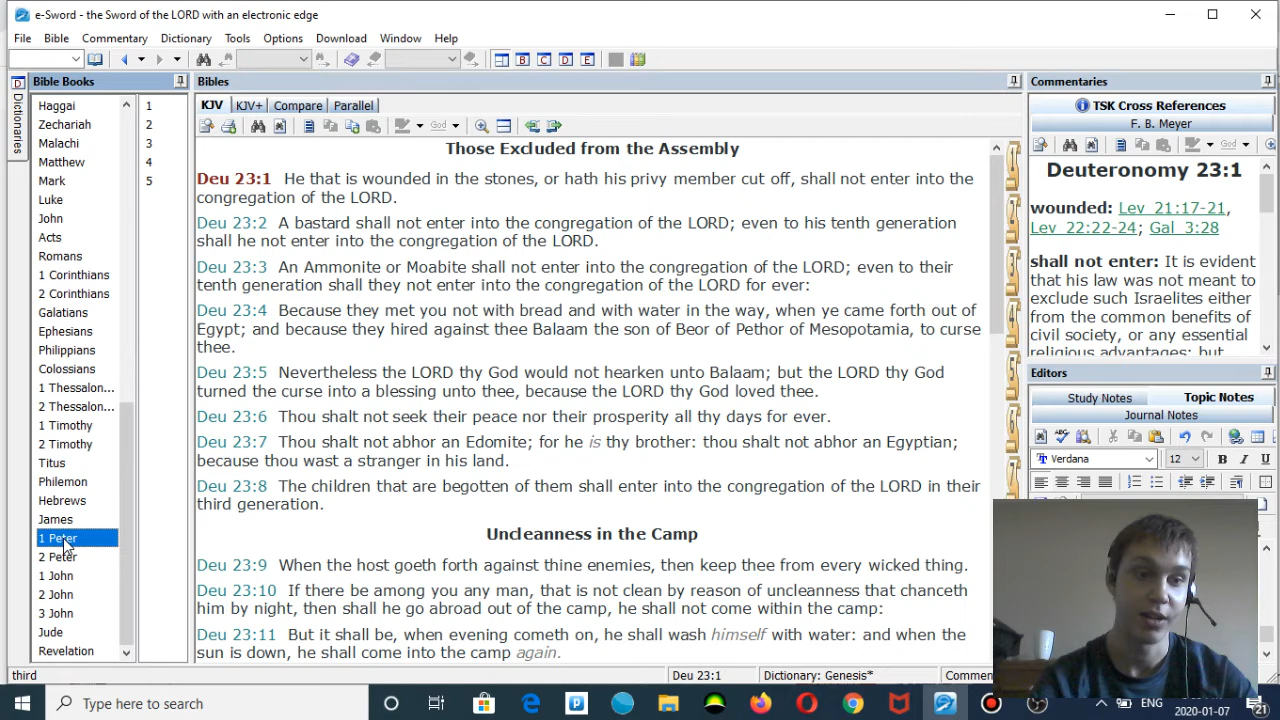 e-Sword - the Sword of the LORD with an electronic edge
File Bible Commentary Dictionary Tools Options Download Window Help
Dictionaries
Bible Books
Haggai
Zechariah
Malachi
Matthew
Mark
Luke
John
Acts
Romans
1 Corinthians
2 Corinthians
Galatians
Ephesians
Philippians
Colossians
1 Thessalon...
2 Thessalon...
1 Timothy
2 Timothy
Titus
Philemon
Hebrews
James
1 Peter
2 Peter
1 John
2 John
3 John
Jude
Revelation
1
2
3
4
5
Bibles
KJV KJV+ Compare Parallel
God
Those Excluded from the Assembly
Deu 23:1 He that is wounded in the stones, or hath his privy member cut off, shall not enter into the
congregation of the LORD.
Deu 23:2 A bastard shall not enter into the congregation of the LORD; even to his tenth generation
shall he not enter into the congregation of the LORD.
Deu 23:3 An Ammonite or Moabite shall not enter into the congregation of the LORD; even to their
tenth generation shall they not enter into the congregation of the LORD for ever:
Deu 23:4 Because they met you not with bread and with water in the way, when ye came forth out of
Egypt; and because they hired against thee Balaam the son of Beor of Pethor of Mesopotamia, to curse
thee.
Deu 23:5 Nevertheless the LORD thy God would not hearken unto Balaam; but the LORD thy God
turned the curse into a blessing unto thee, because the LORD thy God loved thee.
Deu 23:6 Thou shalt not seek their peace nor their prosperity all thy days for ever.
Deu 23:7 Thou shalt not abhor an Edomite; for he is thy brother: thou shalt not abhor an Egyptian;
because thou wast a stranger in his land.
Deu 23:8 The children that are begotten of them shall enter into the congregation of the LORD in their
third generation.
Uncleanness in the Camp
Deu 23:9 When the host goeth forth against thine enemies, then keep thee from every wicked thing.
Deu 23:10 If there be among you any man, that is not clean by reason of uncleanness that chanceth
him by night, then shall he go abroad out of the camp, he shall not come within the camp:
Deu 23:11 But it shall be, when evening cometh on, he shall wash himself with water: and when the
sun is down, he shall come into the camp again.
1
2
3
4
5
6
7
Commentaries
TSK Cross References
F. B. Meyer
God
Deuteronomy 23:1
wounded: Lev 21:17-21,
Lev 22:22-24; Gal 3:28
shall not enter: It is evident
that his law was not meant to
exclude such Israelites either
from the common benefits of
civil society, or any essential
religious advantages; but
Editors
Study Notes Topic Notes
Journal Notes
Verdana 12 B I U
third Deu 23:1 Dictionary: Genesis* Commen
Type here to search
ENG
2020-01-07
21